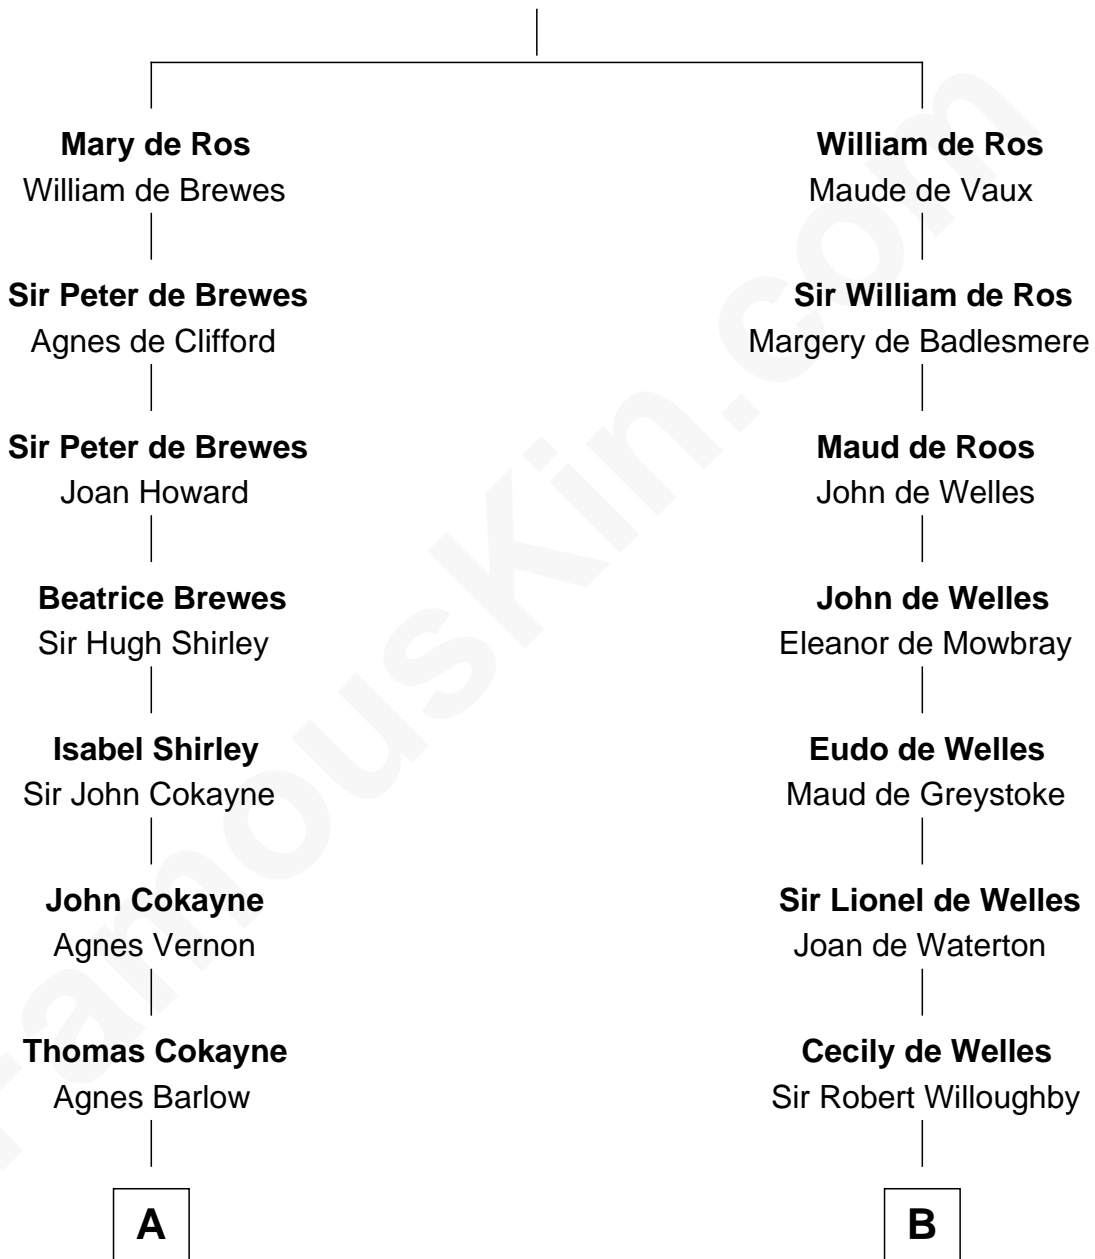 Mary de Ros
William de Brewes
Sir Peter de Brewes
Agnes de Clifford
Sir Peter de Brewes
Joan Howard
Beatrice Brewes
Sir Hugh Shirley
Isabel Shirley
Sir John Cokayne
John Cokayne
Agnes Vernon
Thomas Cokayne
Agnes Barlow
A
William de Ros
Maude de Vaux
Sir William de Ros
Margery de Badlesmere
Maud de Roos
John de Welles
John de Welles
Eleanor de Mowbray
Eudo de Welles
Maud de Greystoke
Sir Lionel de Welles
Joan de Waterton
Cecily de Welles
Sir Robert Willoughby
B
FamousKin.com